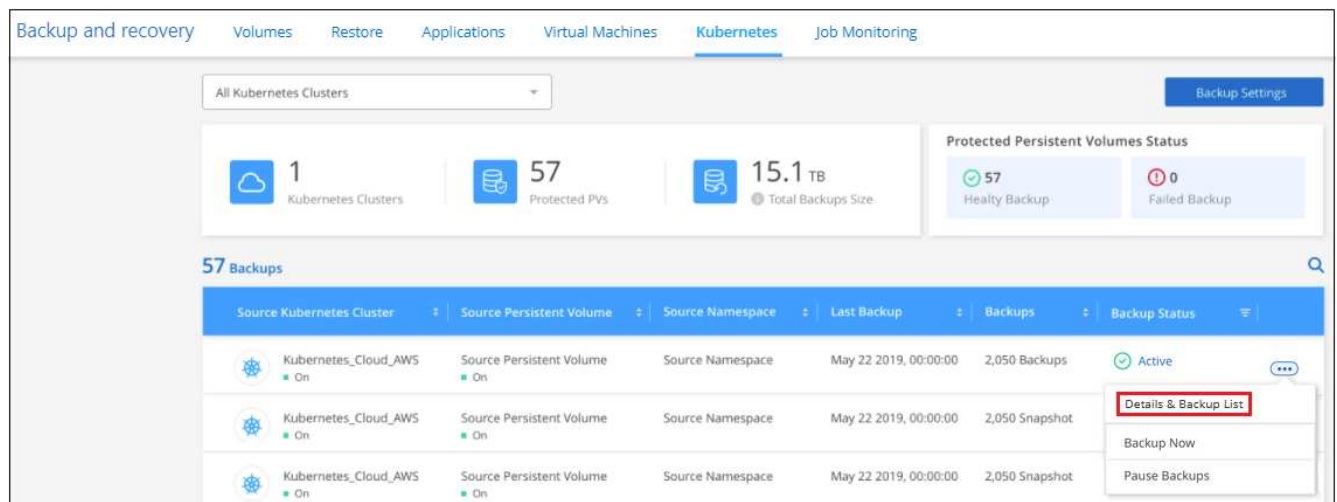 Backup and recovery Volumes Restore Applications Virtual Machines Kubernetes Job Monitoring
All Kubernetes Clusters Backup Settings
Protected Persistent Volumes Status
1 57 15.1 TB 57 0
Kubernetes Clusters Protected PVs Total Backups Size Healty Backup Failed Backup
57 Backups
Source Kubernetes Cluster Source Persistent Volume Source Namespace Last Backup Backups Backup Status
Kubernetes_Cloud_AWS Source Persistent Volume Source Namespace May 22 2019, 00:00:00 2,050 Backups Active
On On
Details & Backup List
Kubernetes_Cloud_AWS Source Persistent Volume Source Namespace May 22 2019, 00:00:00 2,050 Snapshot
On On
Backup Now
Kubernetes_Cloud_AWS Source Persistent Volume Source Namespace May 22 2019, 00:00:00 2,050 Snapshot Pause Backups
On On